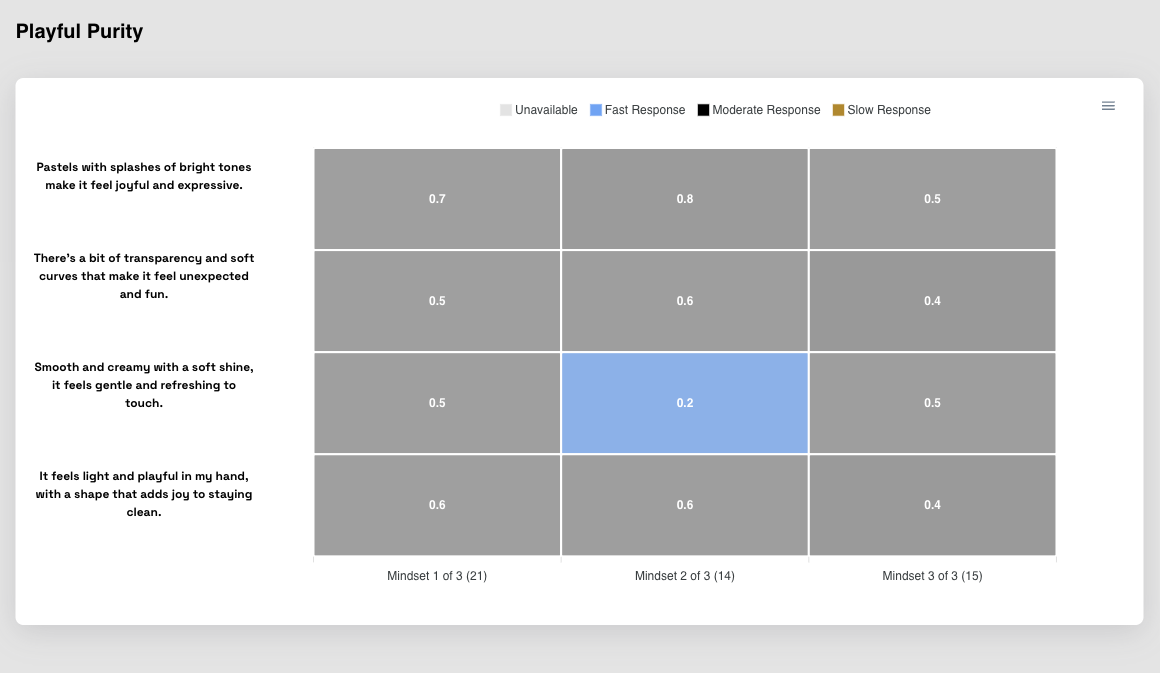 Playful Purity
Unavailable Fast Response Moderate Response Slow Response
Pastels with splashes of bright tones
make it feel joyful and expressive.
0.7 0.8 0.5
There's a bit of transparency and soft
curves that make it feel unexpected
and fun.
0.5 0.6 0.4
Smooth and creamy with a soft shine,
it feels gentle and refreshing to
touch.
0.5 0.2 0.5
It feels light and playful in my hand,
with a shape that adds joy to staying
clean.
0.6 0.6 0.4
Mindset 1 of 3 (21) Mindset 2 of 3 (14) Mindset 3 of 3 (15)